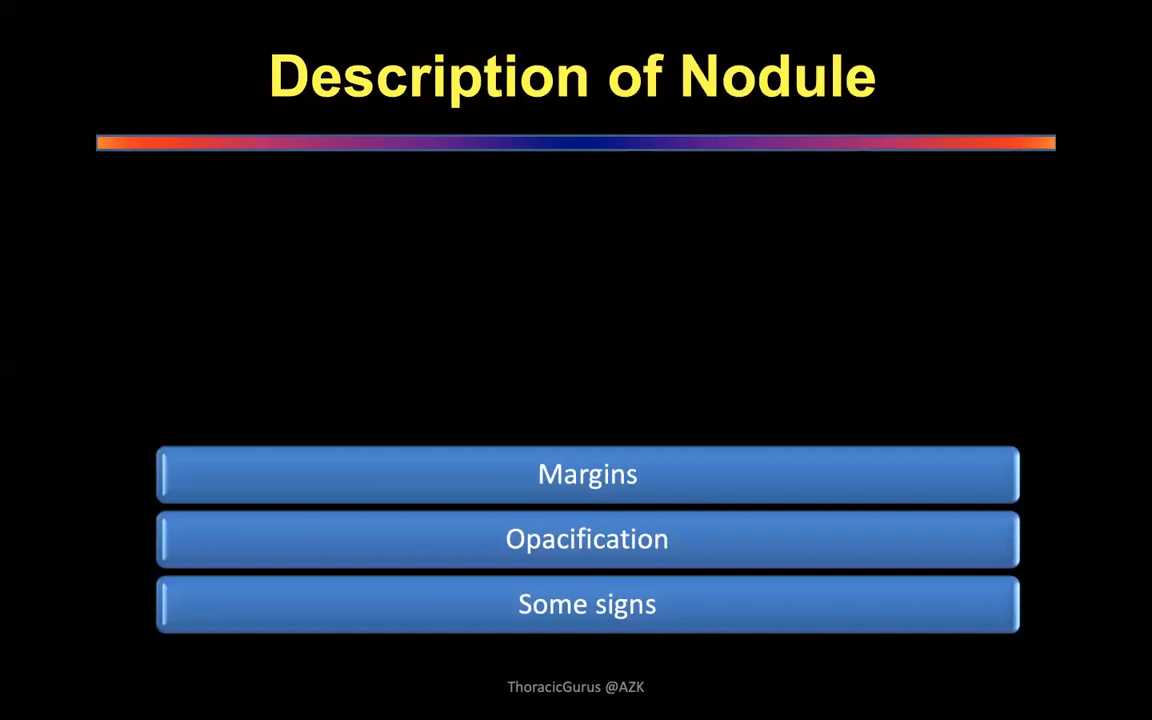 Description of Nodule
Margins
Opacification
Some signs
ThoracicGurus @AZK